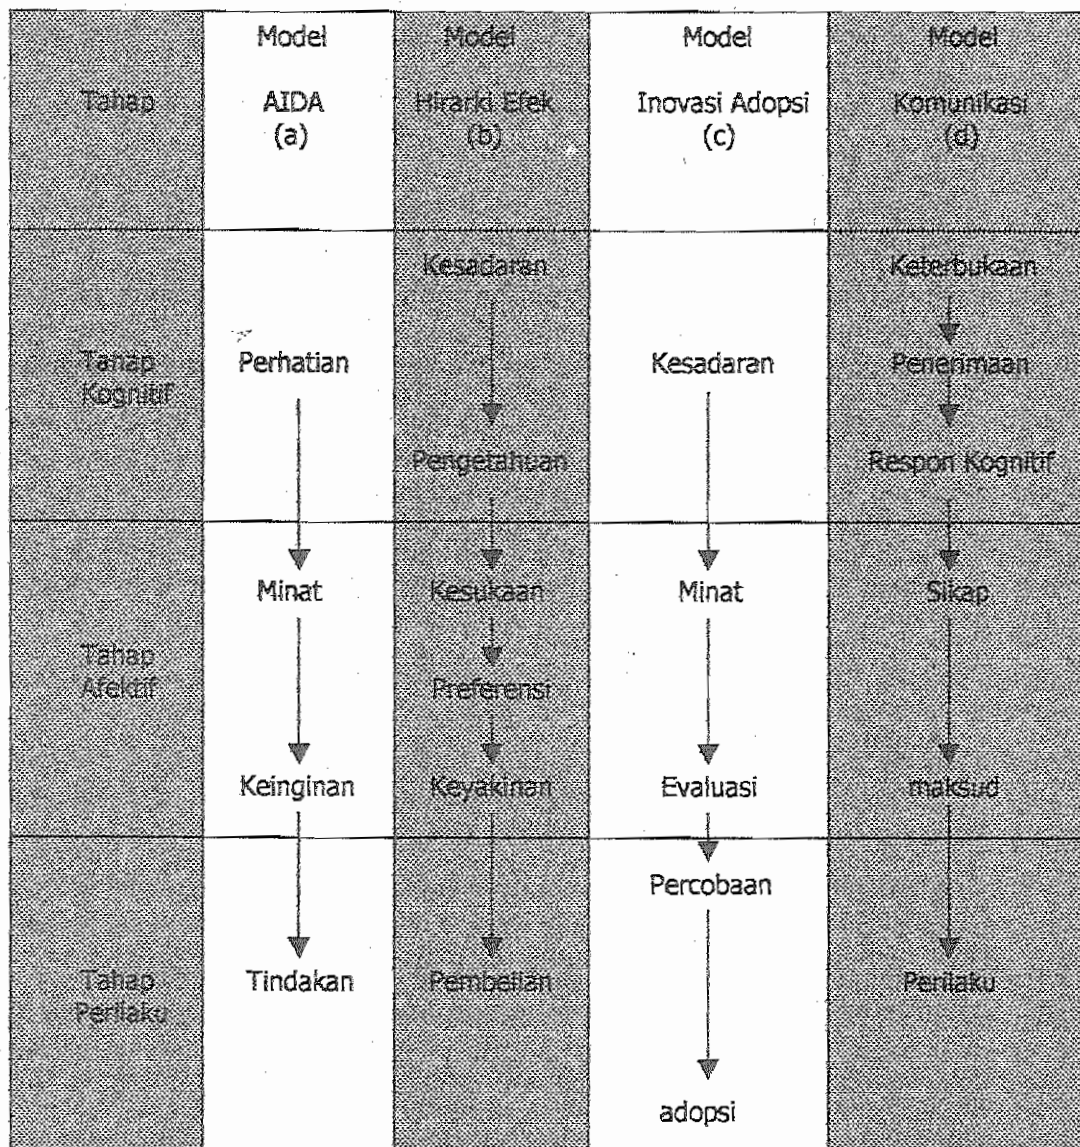 Tahap
Model
AIDA
(a)
Model
Hirarki Efek
(b)
Model
Inovasi Adopsi
(c)
Model
Komunikasi
(d)
Tahap
Kognitif
Perhatian
Kesadaran
Pengetahuan
Kesadaran
Keterbukaan
Penerimaan
Respon Kognitif
Tahap
Afektif
Minat
Keinginan
Kesukaan
Preferensi
Keyakinan
Minat
Evaluasi
Sikap
maksud
Tahap
Perilaku
Tindakan
Pembelian
Percobaan
adopsi
Perilaku